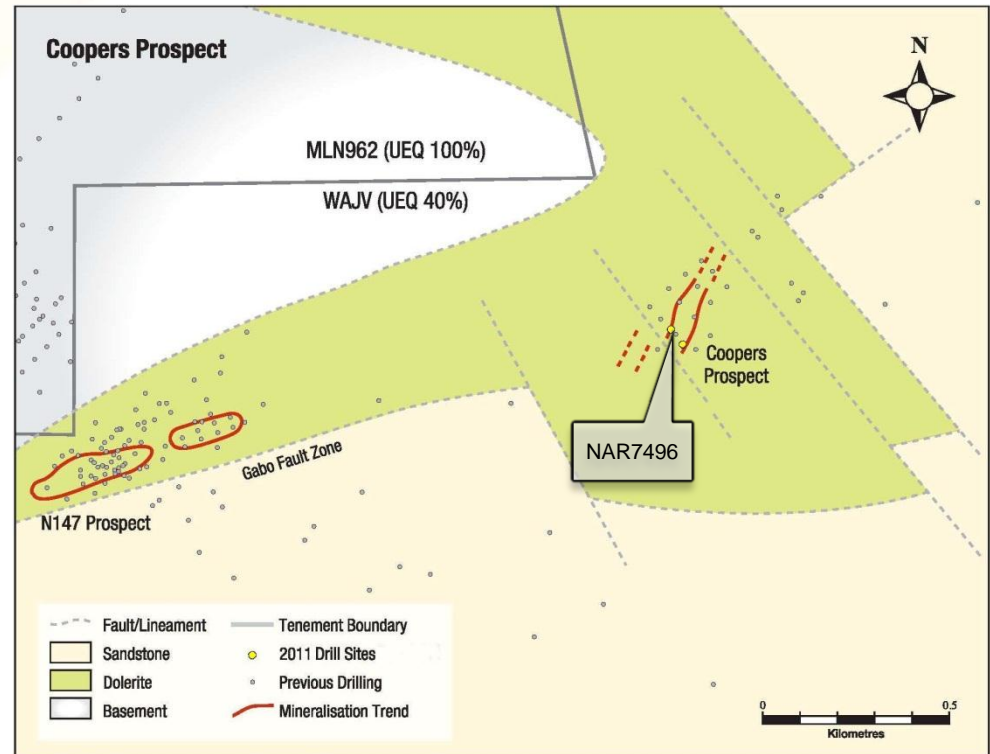 Coopers Prospect
N
MLN962 (UEQ 100%)
WAJV (UEQ 40%)
Coopers
Prospect
NAR7496
Gabo Fault Zone
N147 Prospect
Fault/Lineament
Tenement Boundary
Sandstone
2011 Drill Sites
Dolerite
Previous Drilling
Basement
Mineralisation Trend
0
0.5
Kilometres